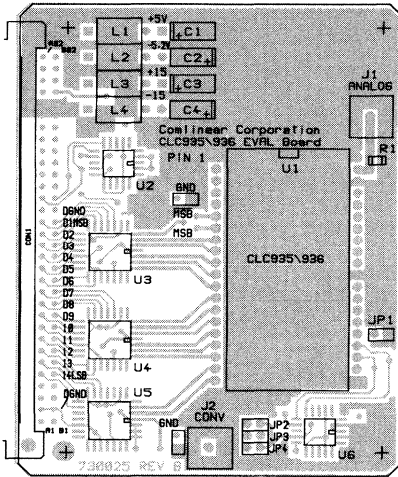 L1 +5V C1
L2 -5.2V C2
L3 +15 C3
L4 -15 C4
J1
ANALOG
Comlinear Corporation
CLC935\936 EVAL Board
R1
PIN 1
U1
U2
GND
MSB
MSB
DGND
D1MSB
D2
D3
D4
D5
D6
D7
D8
D9
10
11
12
13
14LSB
DGND
CON1
U3
CLC935\936
U4
JP1
U5
J2
CONV
GND
JP2
JP3
JP4
U6
A1 B1
730025 REV B